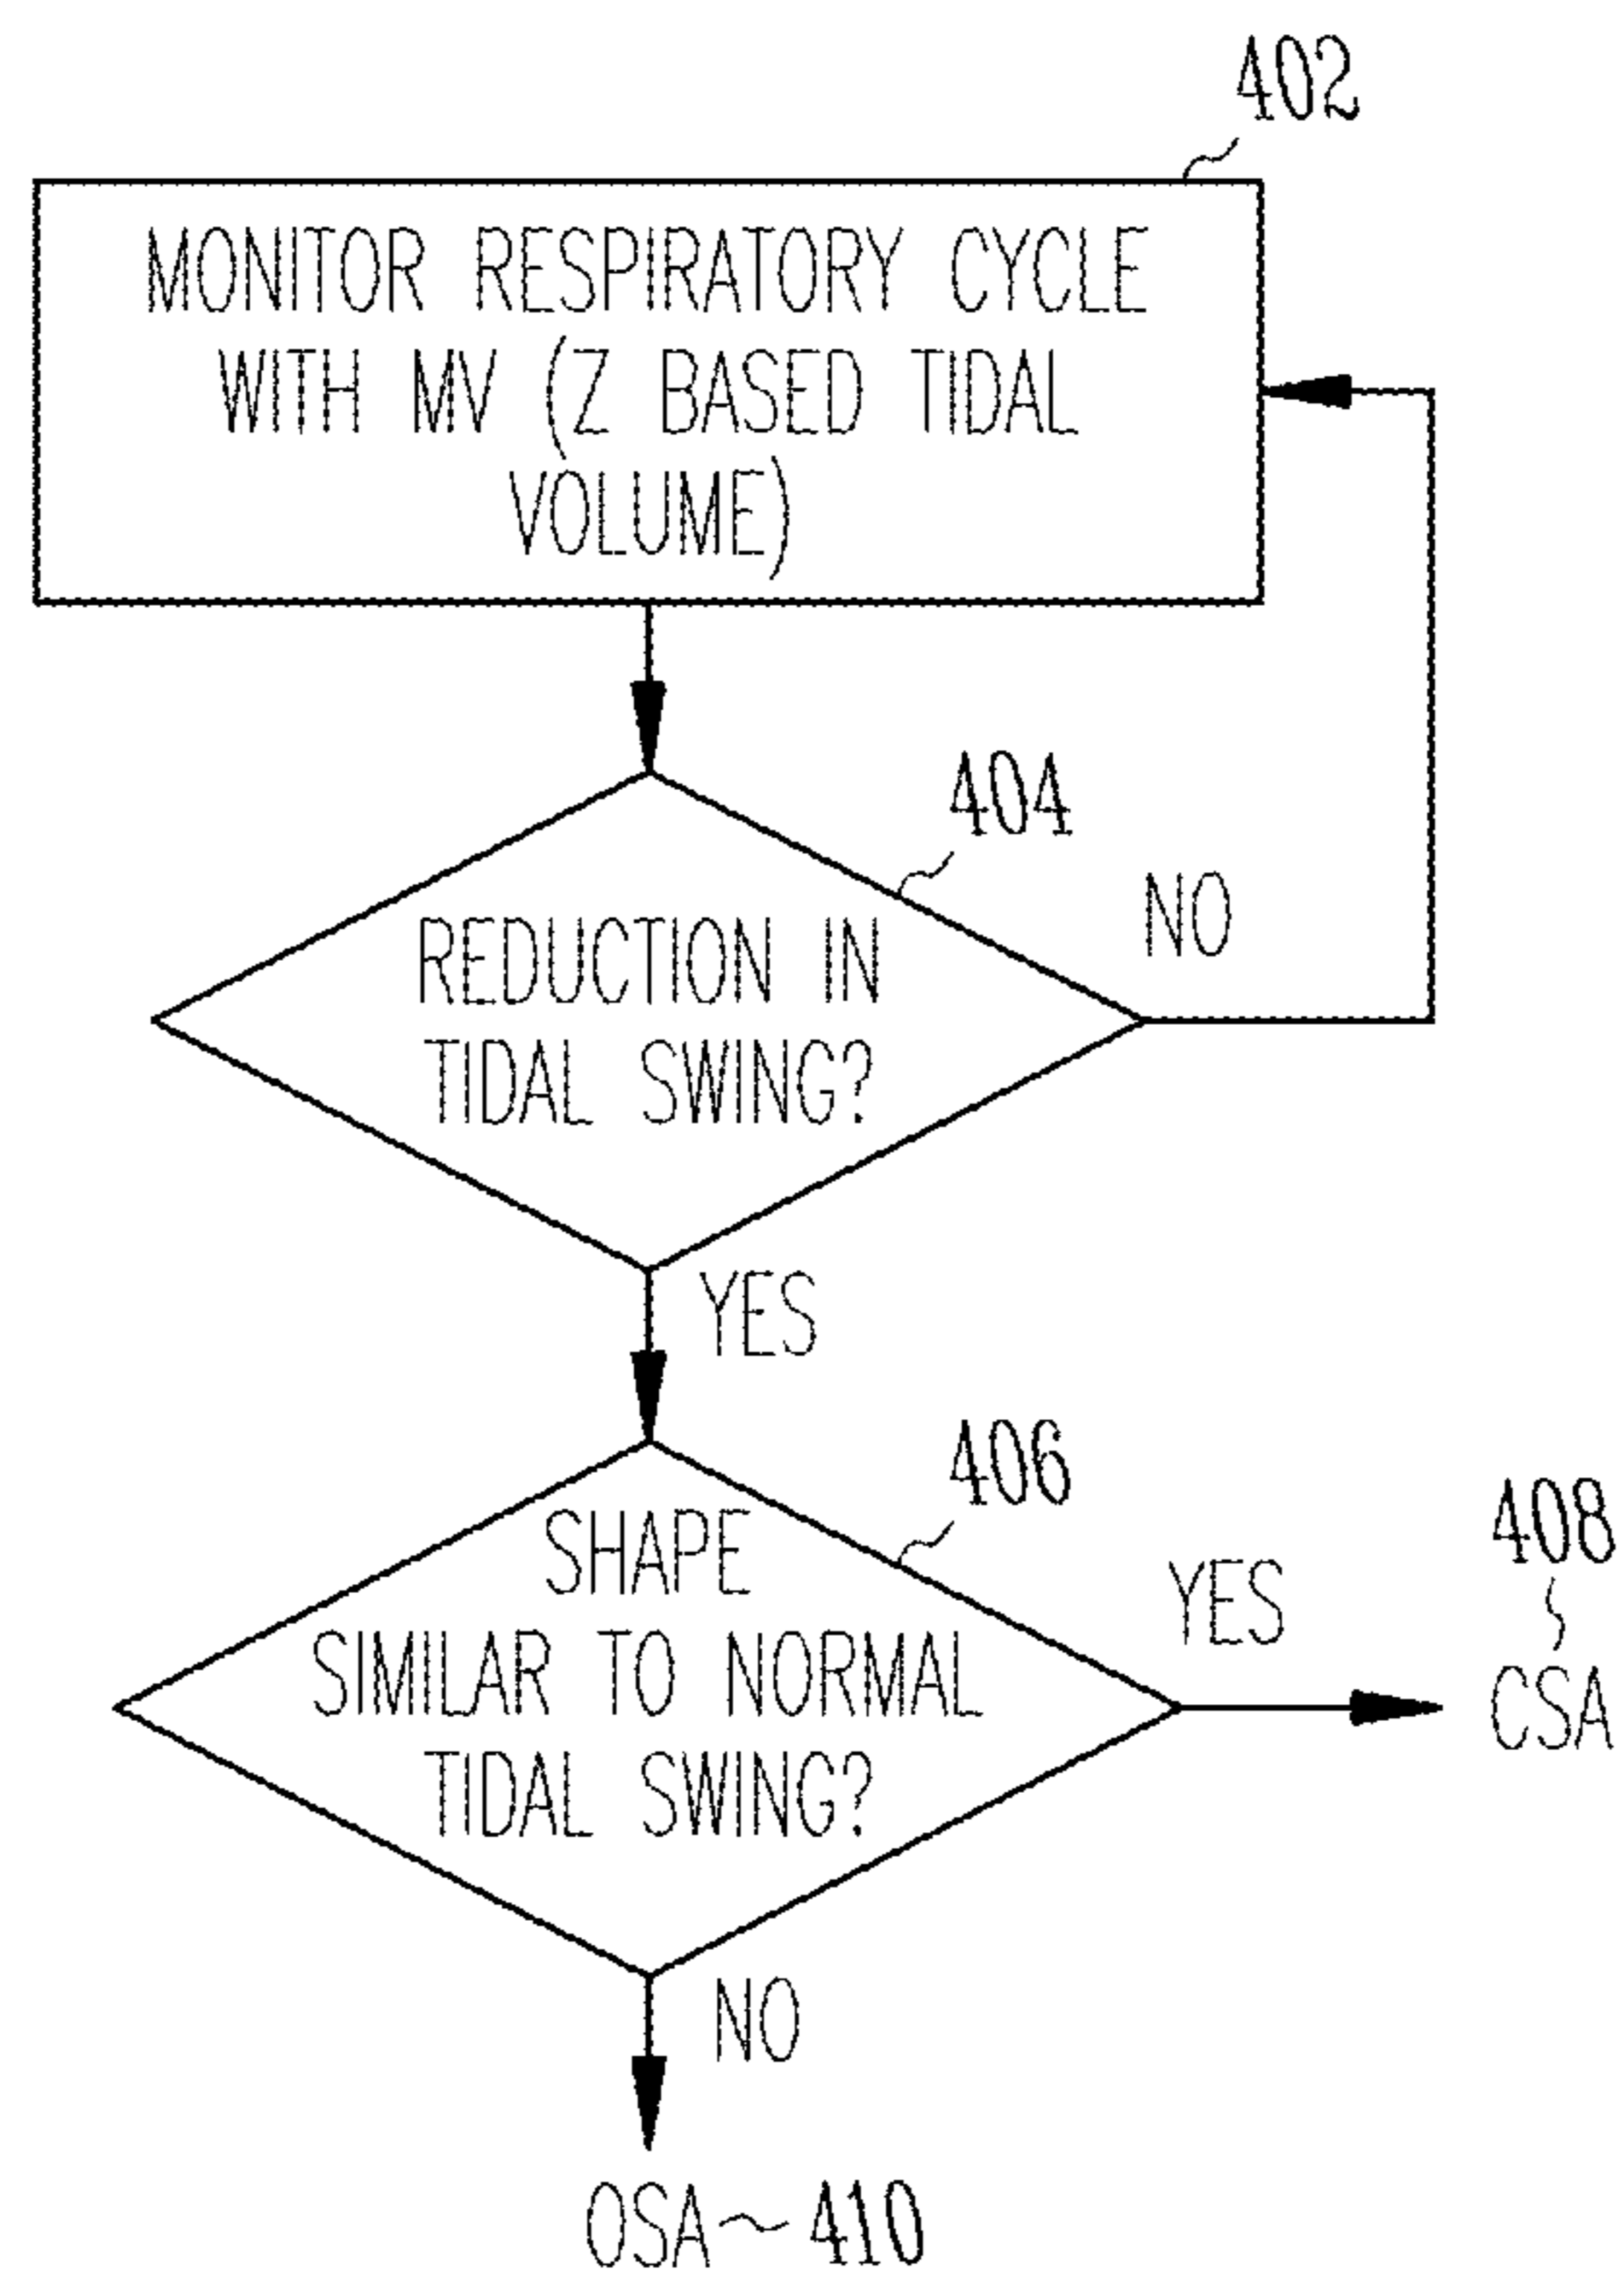 402
MONITOR RESPIRATORY CYCLE
WITH MV (Z BASED TIDAL
VOLUME)
404
NO
REDUCTION IN
TIDAL SWING?
YES
406
408
SHAPE
YES
SIMILAR TO NORMAL
CSA
TIDAL SWING?
NO
OSA~410